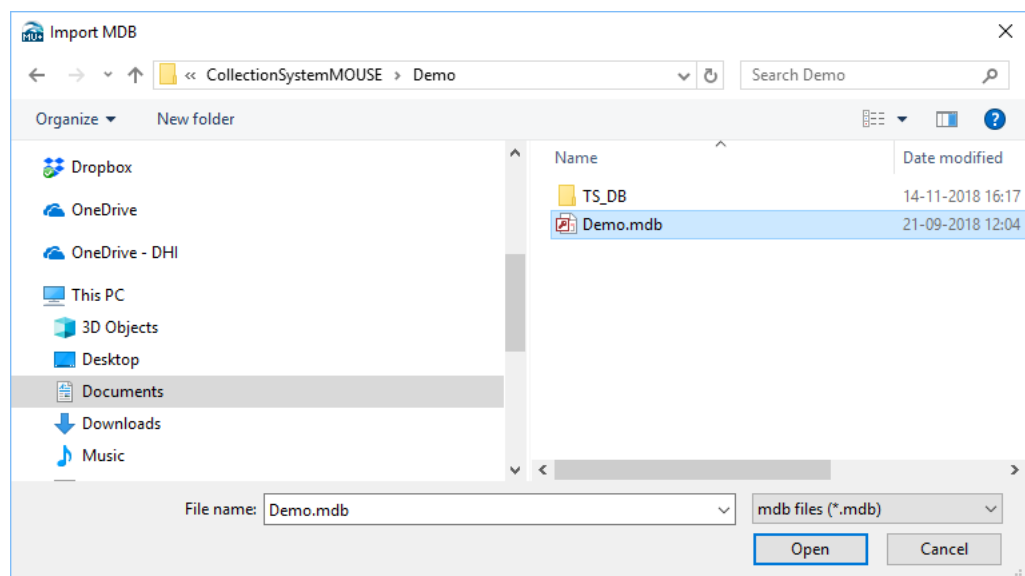 MU+ Import MDB
« CollectionSystemMOUSE > Demo Search Demo
Organize New folder ?
Name Date modified
Dropbox
TS_DB 14-11-2018 16:17
OneDrive
Demo.mdb 21-09-2018 12:04
OneDrive - DHI
This PC
3D Objects
Desktop
Documents
Downloads
Music
File name: Demo.mdb mdb files (*.mdb)
Open Cancel